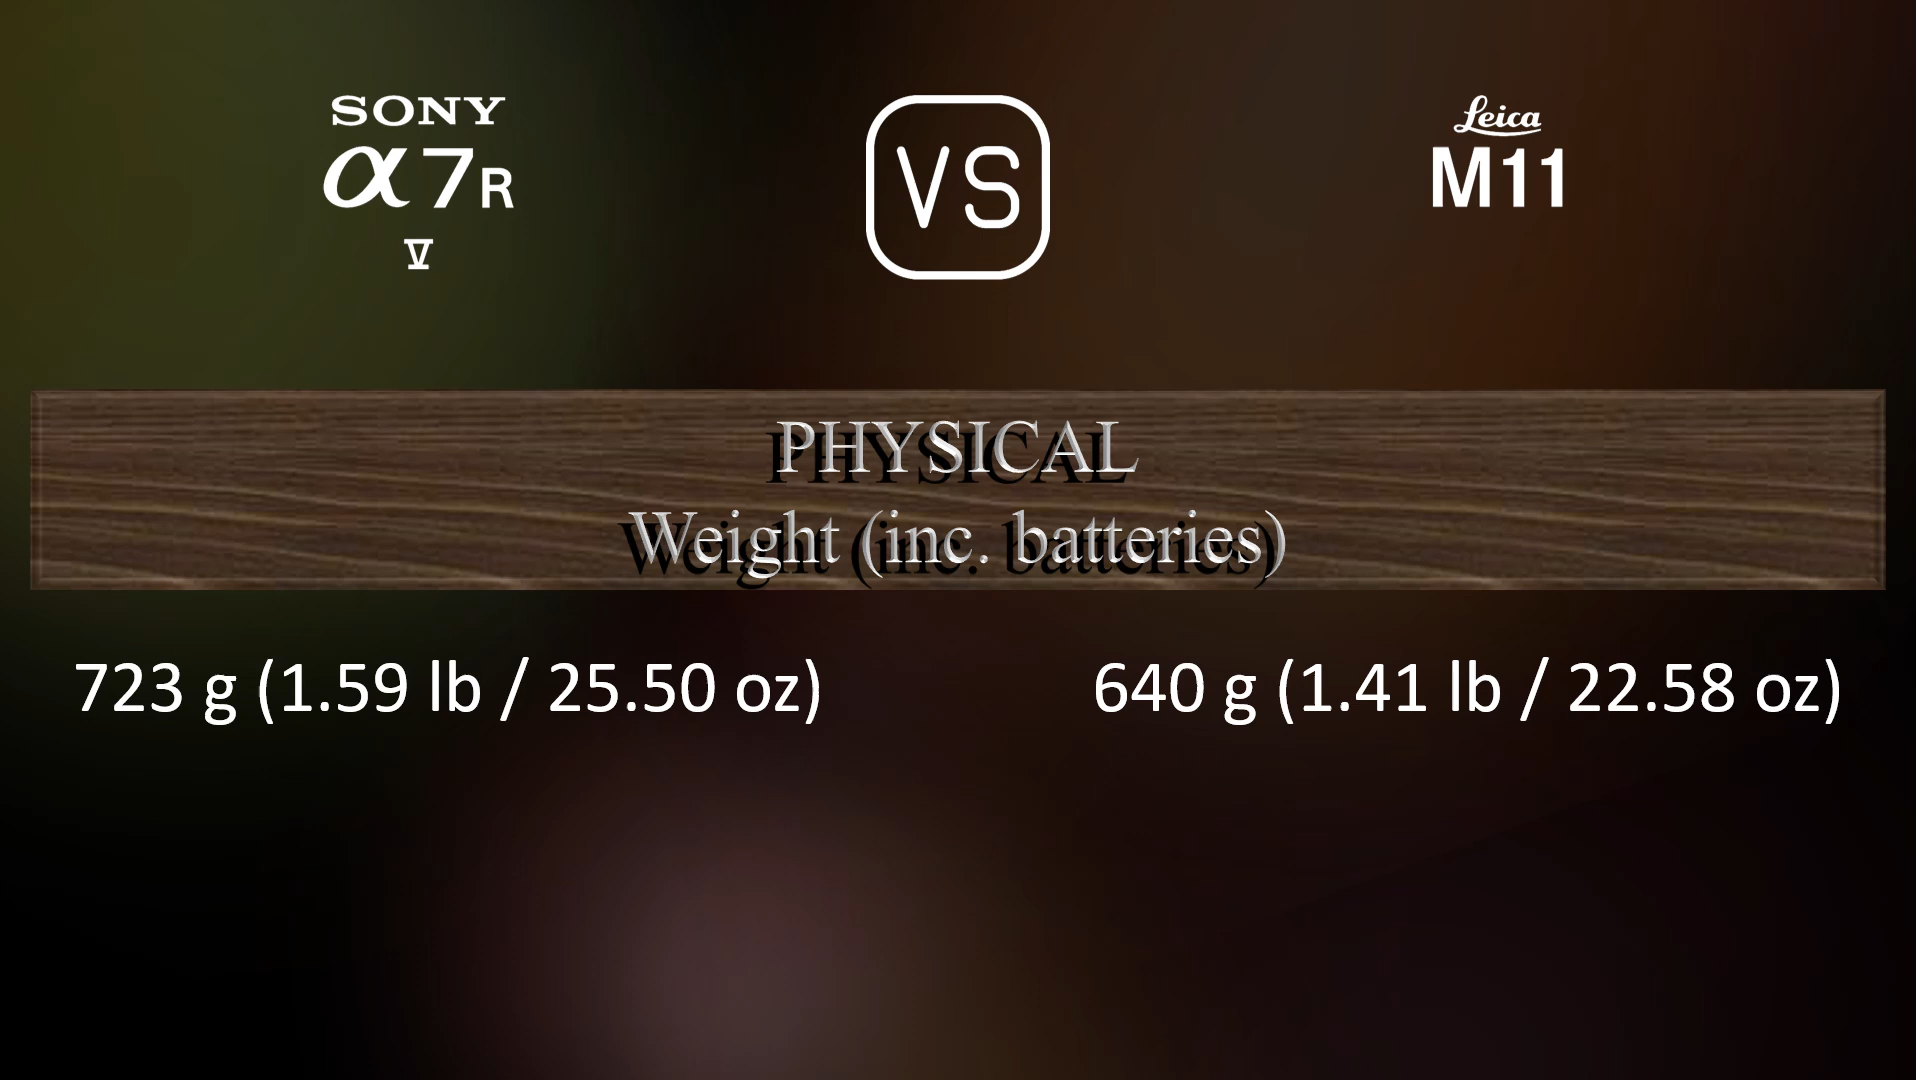 SONY
α7R
V
VS
Leica
M11
PHYSICAL
Weight (inc. batteries)
723 g (1.59 lb / 25.50 oz)
640 g (1.41 lb / 22.58 oz)